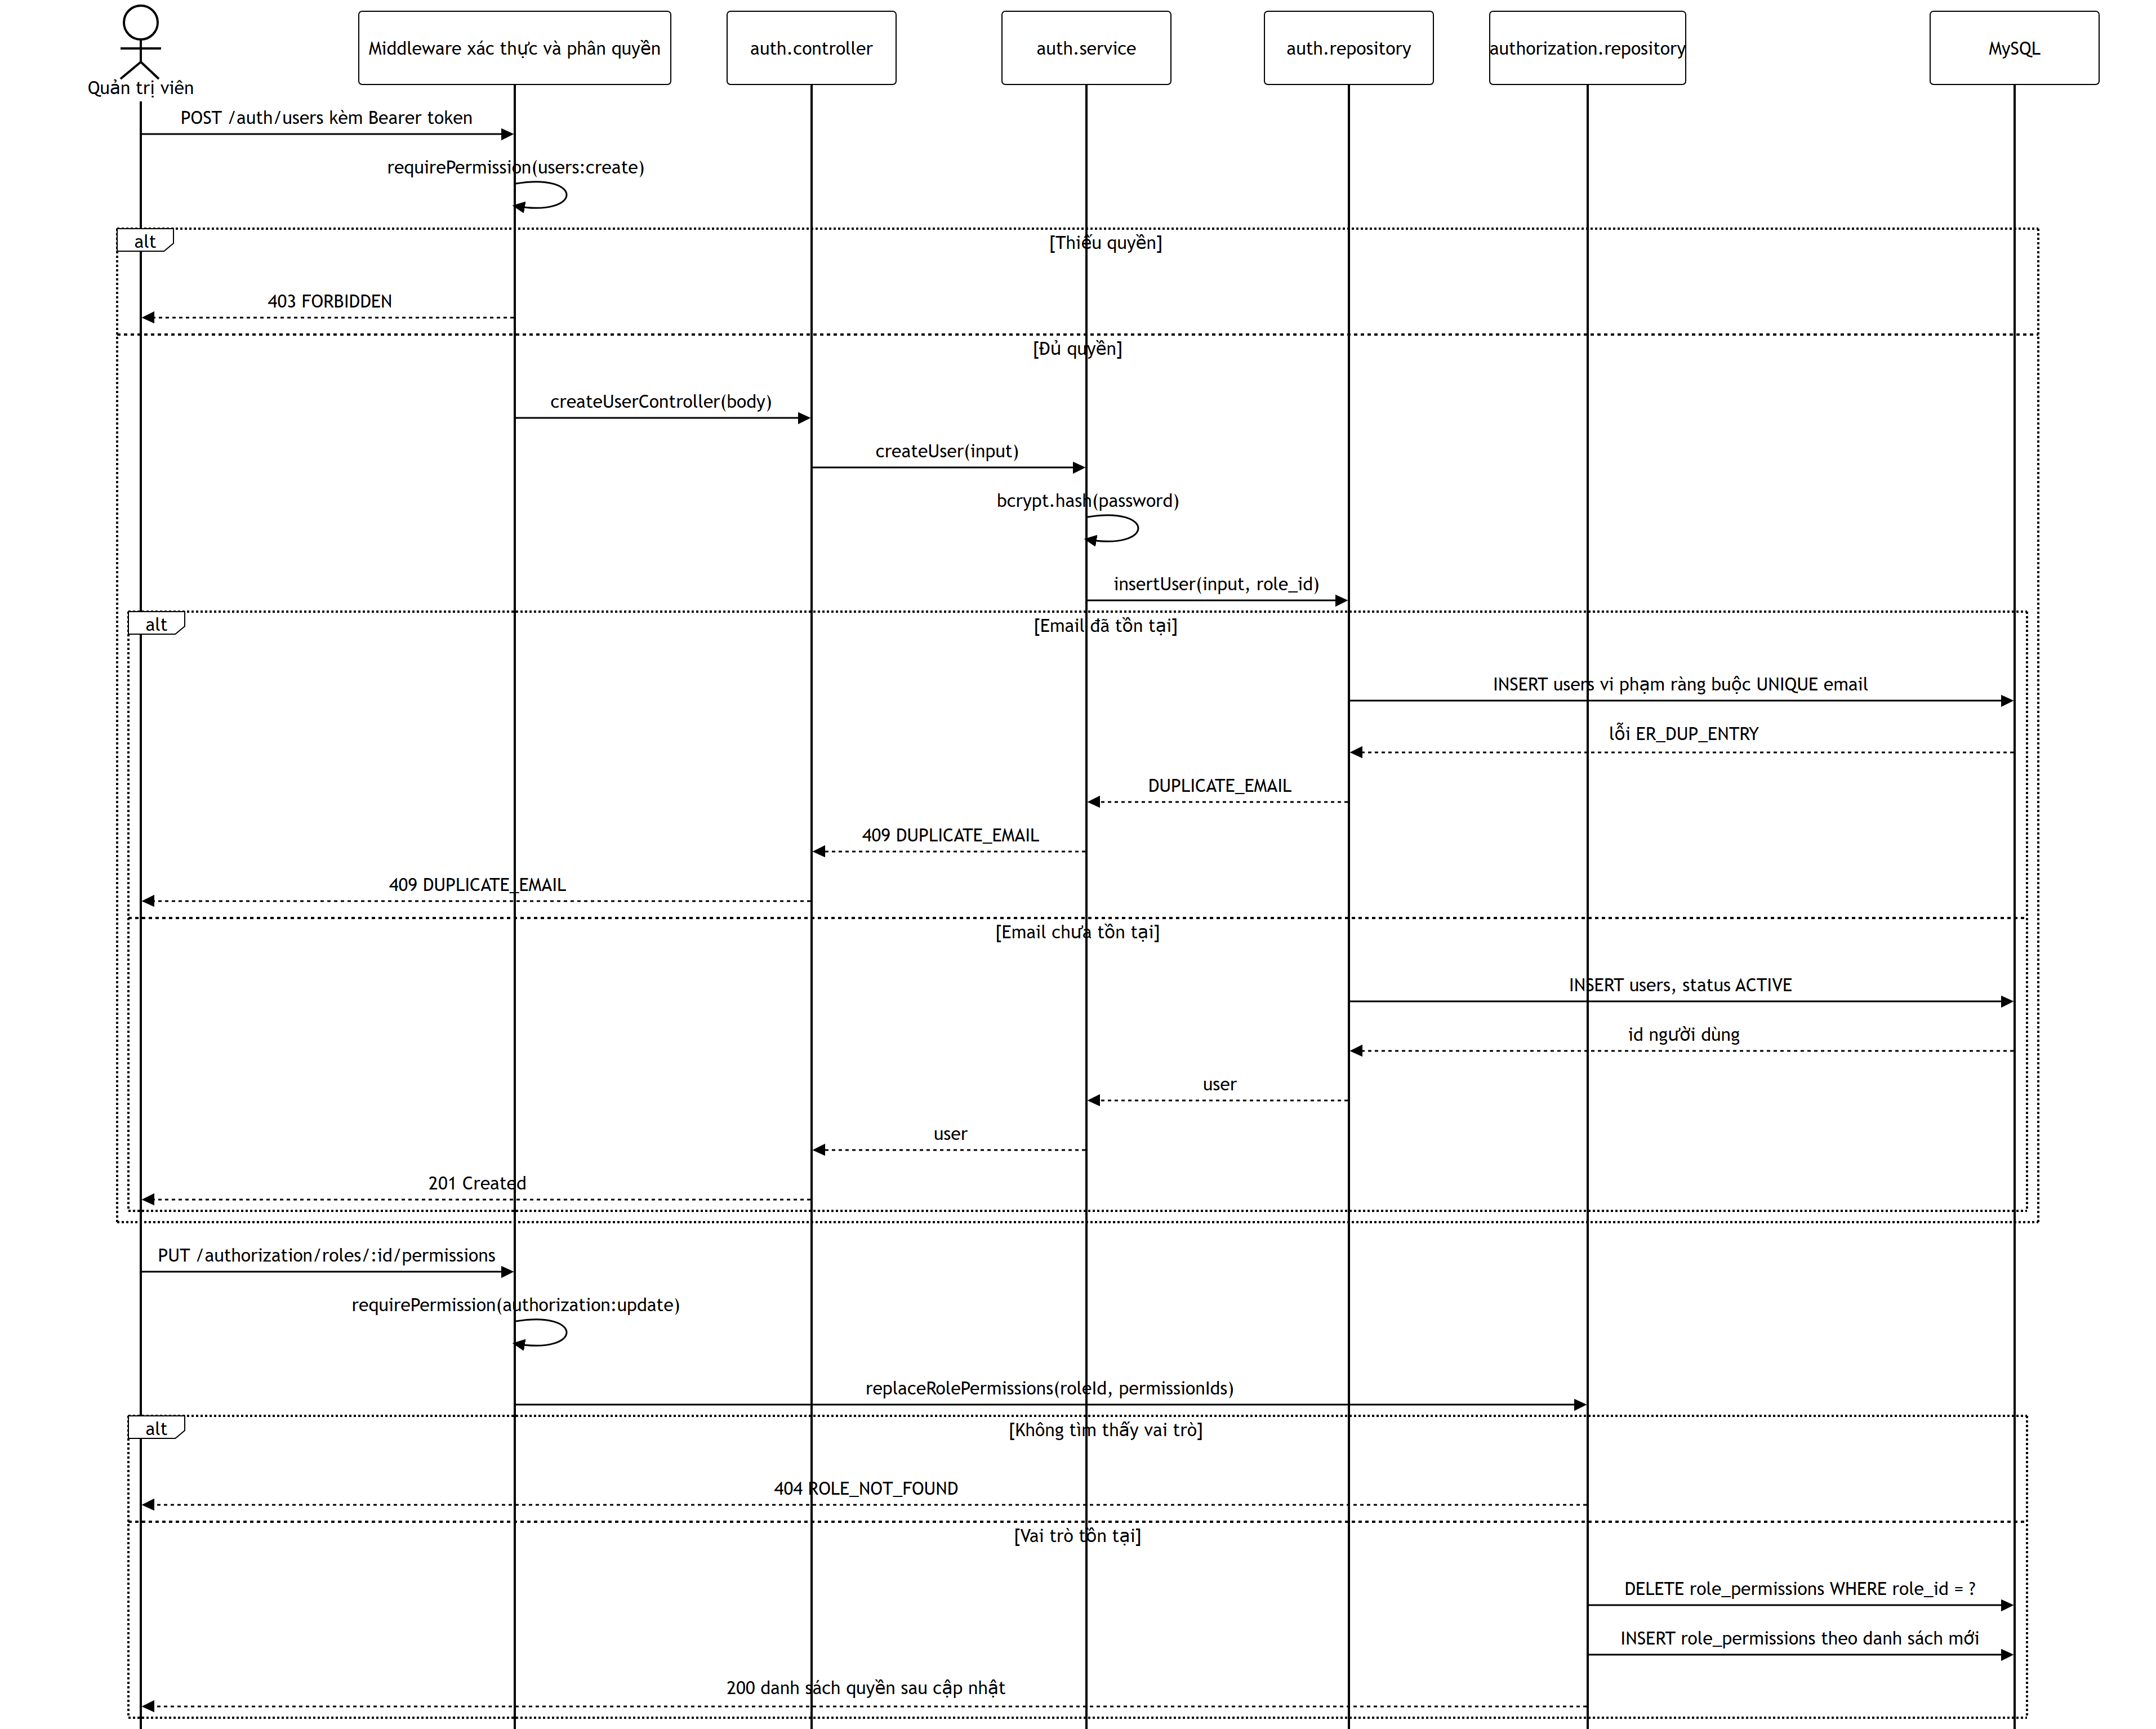 Quản trị viên
Middleware xác thực và phân quyền
auth.controller
auth.service
auth.repository
authorization.repository
MySQL
POST /auth/users kèm Bearer token
requirePermission(users:create)
alt
[Thiếu quyền]
403 FORBIDDEN
[Đủ quyền]
createUserController(body)
createUser(input)
bcrypt.hash(password)
insertUser(input, role_id)
alt
[Email đã tồn tại]
INSERT users vi phạm ràng buộc UNIQUE email
lỗi ER_DUP_ENTRY
DUPLICATE_EMAIL
409 DUPLICATE_EMAIL
409 DUPLICATE_EMAIL
[Email chưa tồn tại]
INSERT users, status ACTIVE
id người dùng
user
user
201 Created
PUT /authorization/roles/:id/permissions
requirePermission(authorization:update)
replaceRolePermissions(roleId, permissionIds)
alt
[Không tìm thấy vai trò]
404 ROLE_NOT_FOUND
[Vai trò tồn tại]
DELETE role_permissions WHERE role_id = ?
INSERT role_permissions theo danh sách mới
200 danh sách quyền sau cập nhật